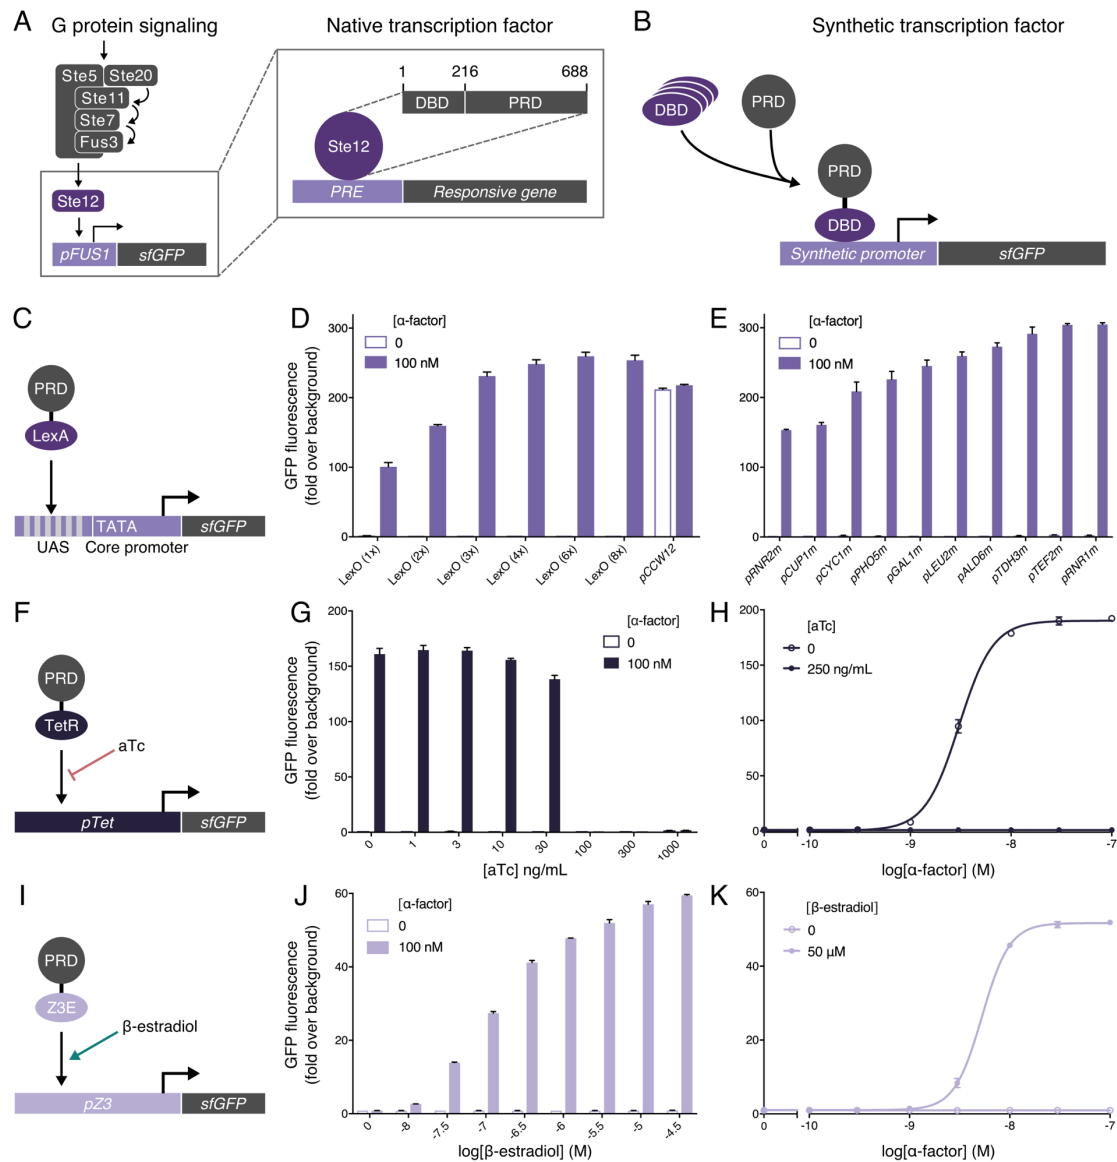 A
G protein signaling
Ste5
Ste20
Ste11
Ste7
Fus3
Ste12
pFUS1
sfGFP
Native transcription factor
1
216
688
DBD
PRD
Ste12
PRE
Responsive gene
B
Synthetic transcription factor
DBD
PRD
PRD
DBD
Synthetic promoter
sfGFP
C
PRD
LexA
TATA
sfGFP
UAS
Core promoter
D
[α-factor]
0
100 nM
GFP fluorescence
(fold over background)
300
200
100
0
LexO (1x)
LexO (2x)
LexO (3x)
LexO (4x)
LexO (6x)
LexO (8x)
pCCW12
E
[α-factor]
0
100 nM
300
200
100
0
pRNR2m
pCUP1m
pCYC1m
pPHO5m
pGAL1m
pLEU2m
pALD6m
pTDH3m
pTEF2m
pRNR1m
F
PRD
TetR
aTc
pTet
sfGFP
G
[α-factor]
0
100 nM
GFP fluorescence
(fold over background)
200
150
100
50
0
0
1
3
10
30
100
300
1000
[aTc] ng/mL
H
[aTc]
0
250 ng/mL
200
150
100
50
0
0
-10
-9
-8
-7
log[α-factor] (M)
I
PRD
Z3E
β-estradiol
pZ3
sfGFP
J
[α-factor]
0
100 nM
GFP fluorescence
(fold over background)
60
40
20
0
0
-8
-7.5
-7
-6.5
-6
-5.5
-5
-4.5
log[β-estradiol] (M)
K
[β-estradiol]
0
50 μM
60
40
20
0
0
-10
-9
-8
-7
log[α-factor] (M)